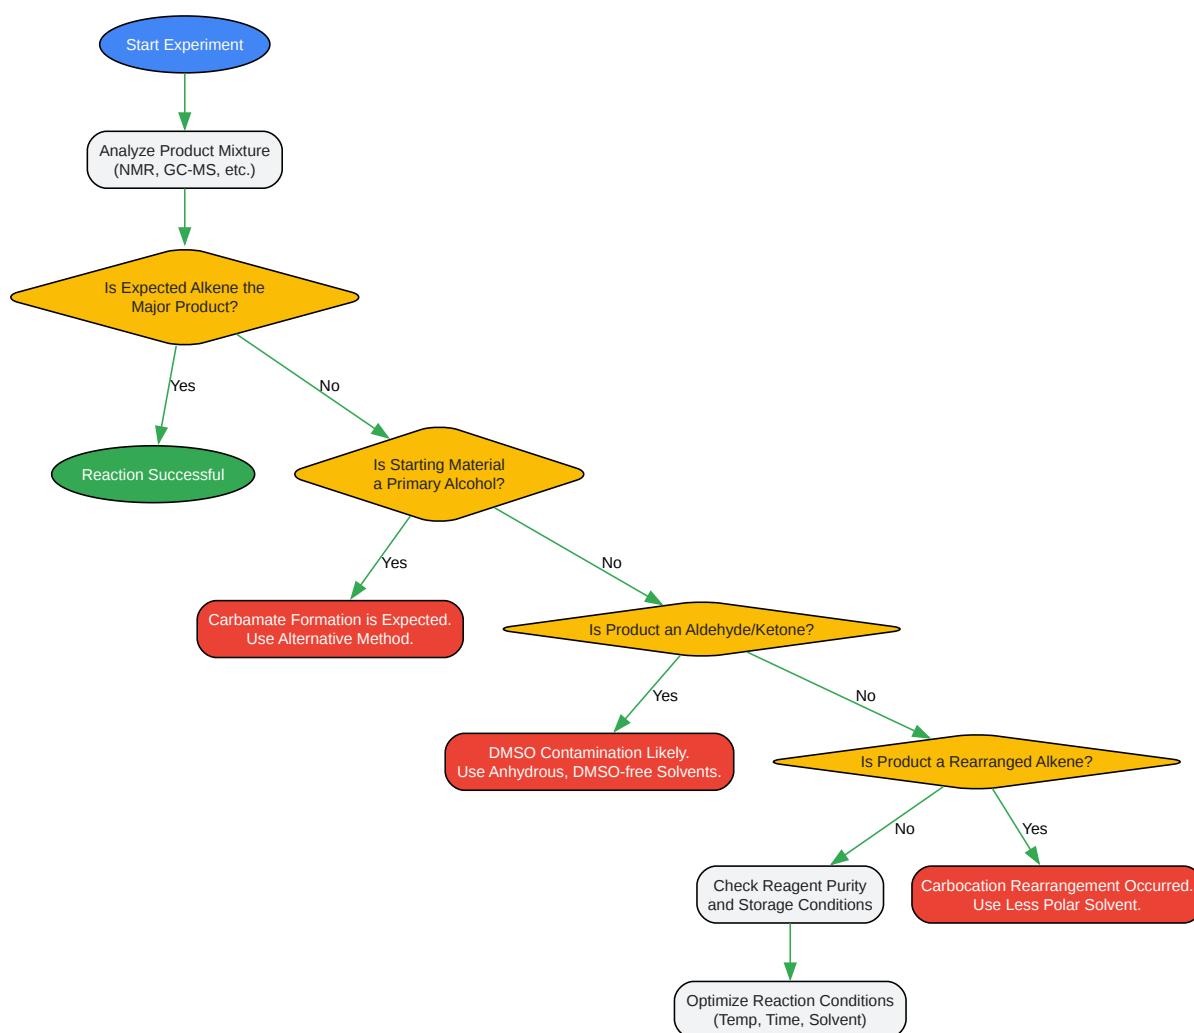 Start Experiment
Analyze Product Mixture
(NMR, GC-MS, etc.)
Is Expected Alkene the
Major Product?
Yes
No
Reaction Successful
Is Starting Material
a Primary Alcohol?
Yes
No
Carbamate Formation is Expected.
Use Alternative Method.
Is Product an Aldehyde/Ketone?
Yes
No
DMSO Contamination Likely.
Use Anhydrous, DMSO-free Solvents.
Is Product a Rearranged Alkene?
No
Yes
Check Reagent Purity
and Storage Conditions
Carbocation Rearrangement Occurred.
Use Less Polar Solvent.
Optimize Reaction Conditions
(Temp, Time, Solvent)